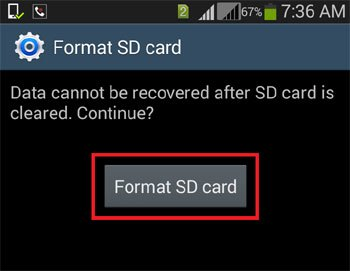 2 67% 7:36 AM
Format SD card
Data cannot be recovered after SD card is
cleared. Continue?
Format SD card